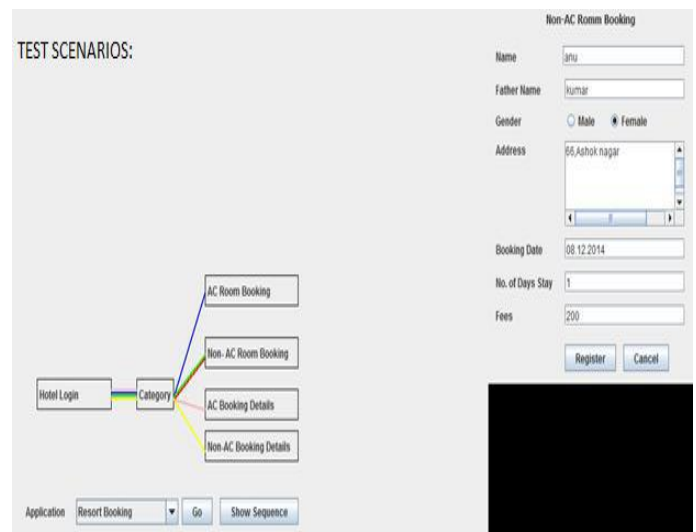 TEST SCENARIOS:
Hotel Login
Category
AC Room Booking
Non- AC Room Booking
AC Booking Details
Non-AC Booking Details
Application
Resort Booking
Go
Show Sequence
Non-AC Romm Booking
Name
anu
Father Name
kumar
Gender
Male
Female
Address
66,Ashok nagar
Booking Date
08.12.2014
No. of Days Stay
1
Fees
200
Register
Cancel